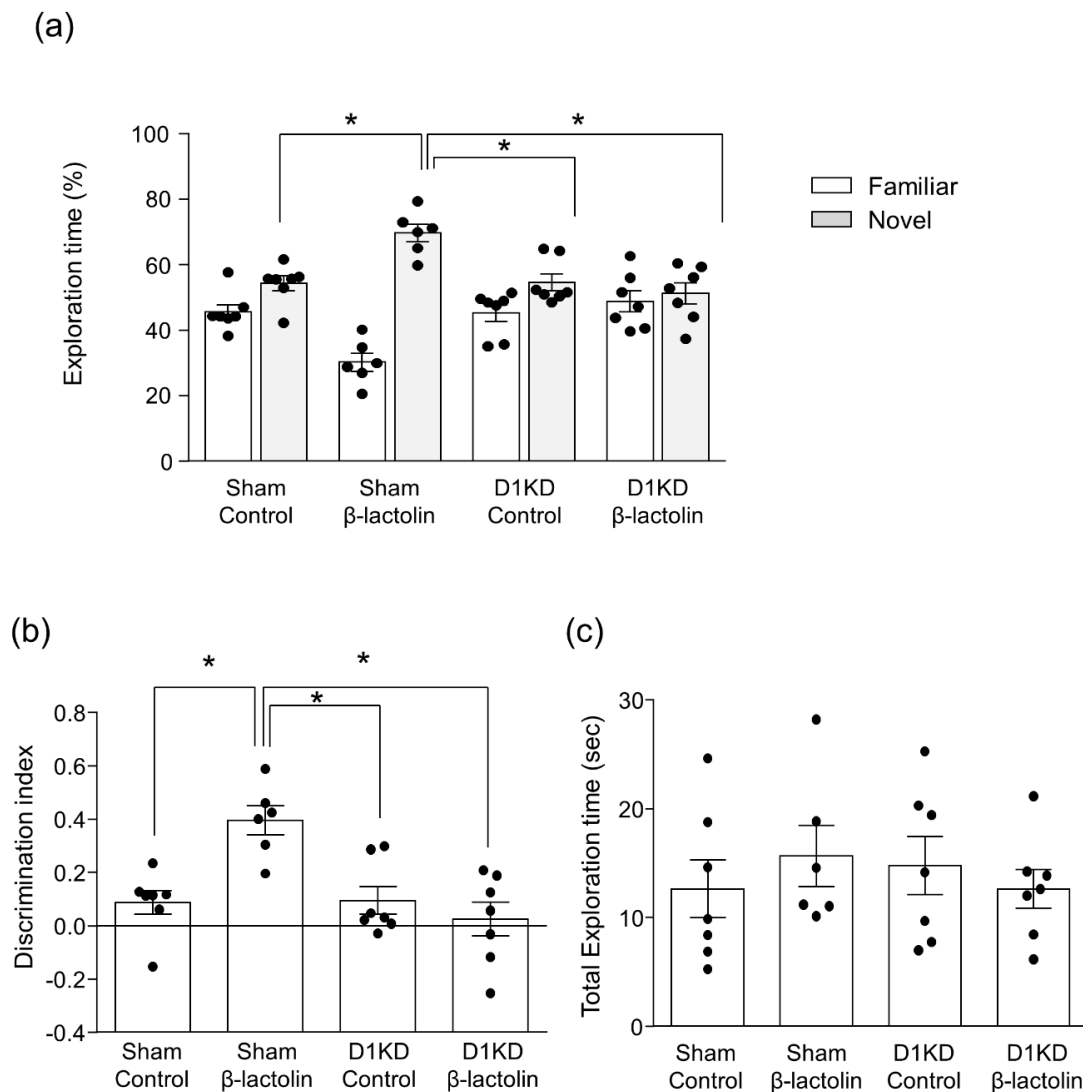 (a)
* *
*
100
80
60
40
20
0
Exploration time (%)
Familiar
Novel
Sham Sham D1KD D1KD
Control β-lactolin Control β-lactolin
(b)
* *
*
0.8
0.6
0.4
0.2
0.0
-0.2
-0.4
Discrimination index
Sham Sham D1KD D1KD
Control β-lactolin Control β-lactolin
(c)
30
20
10
0
Total Exploration time (sec)
Sham Sham D1KD D1KD
Control β-lactolin Control β-lactolin